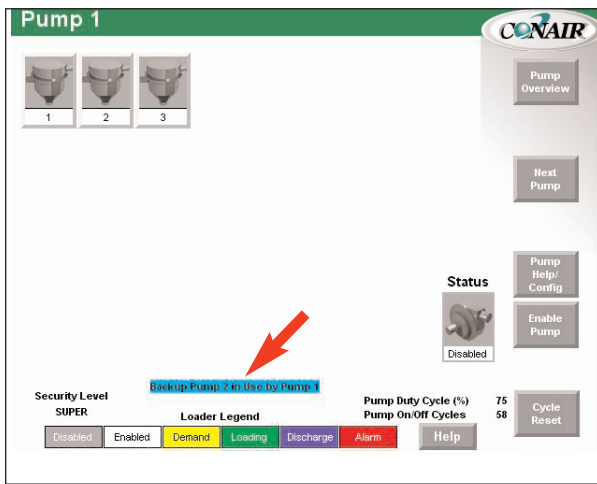 Pump 1
CONAIR
1
2
3
Pump
Overview
Next
Pump
Pump
Help/
Config
Status
Enable
Pump
Disabled
Backup Pump 2 in Use by Pump 1
Security Level
SUPER
Pump Duty Cycle (%) 75
Pump On/Off Cycles 58
Cycle
Reset
Loader Legend
Disabled Enabled Demand Loading Discharge Alarm
Help